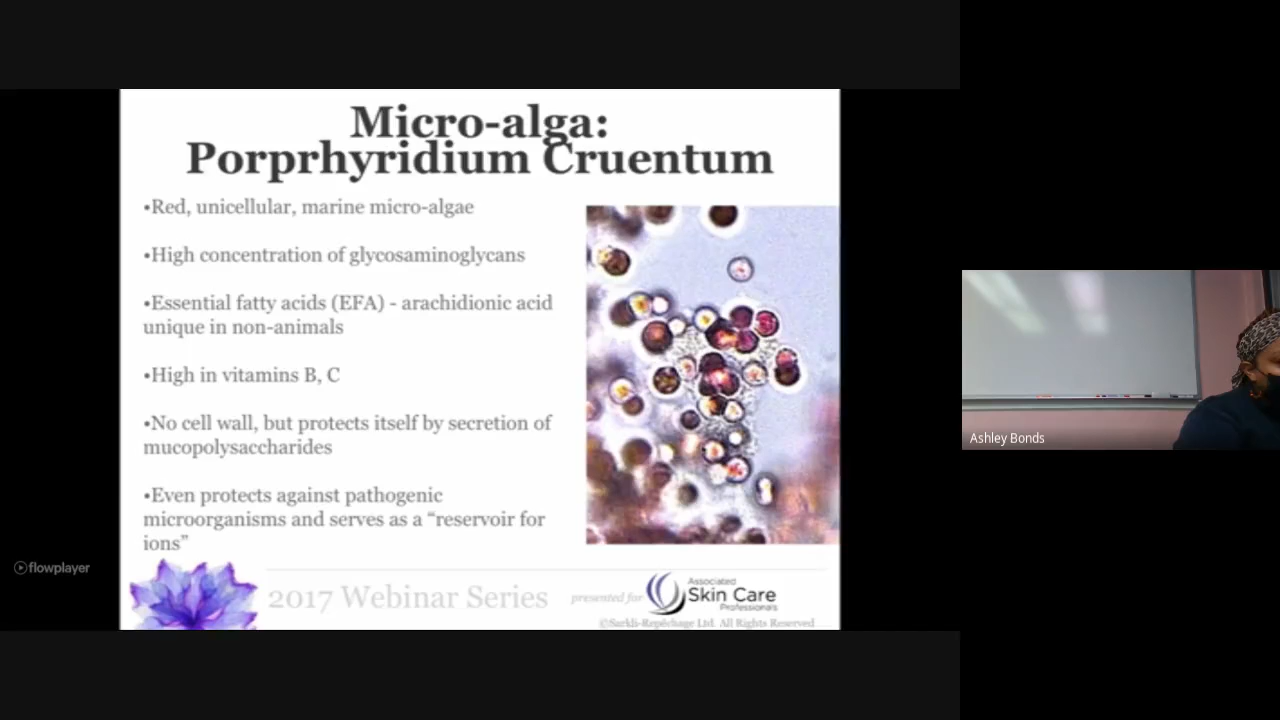 Micro-alga:
Porprhyridium Cruentum
•Red, unicellular, marine micro-algae
•High concentration of glycosaminoglycans
•Essential fatty acids (EFA) - arachidionic acid
unique in non-animals
•High in vitamins B, C
•No cell wall, but protects itself by secretion of
mucopolysaccharides
•Even protects against pathogenic
microorganisms and serves as a “reservoir for
ions”
flowplayer
2017 Webinar Series
presented for
Associated
Skin Care
Professionals
©Sarkli-Repêchage Ltd. All Rights Reserved
Ashley Bonds